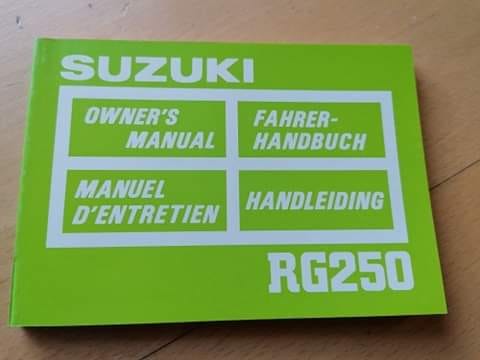 SUZUKI
OWNER'S
MANUAL
FAHRER-
HANDBUCH
MANUEL
D'ENTRETIEN
HANDLEIDING
RG250